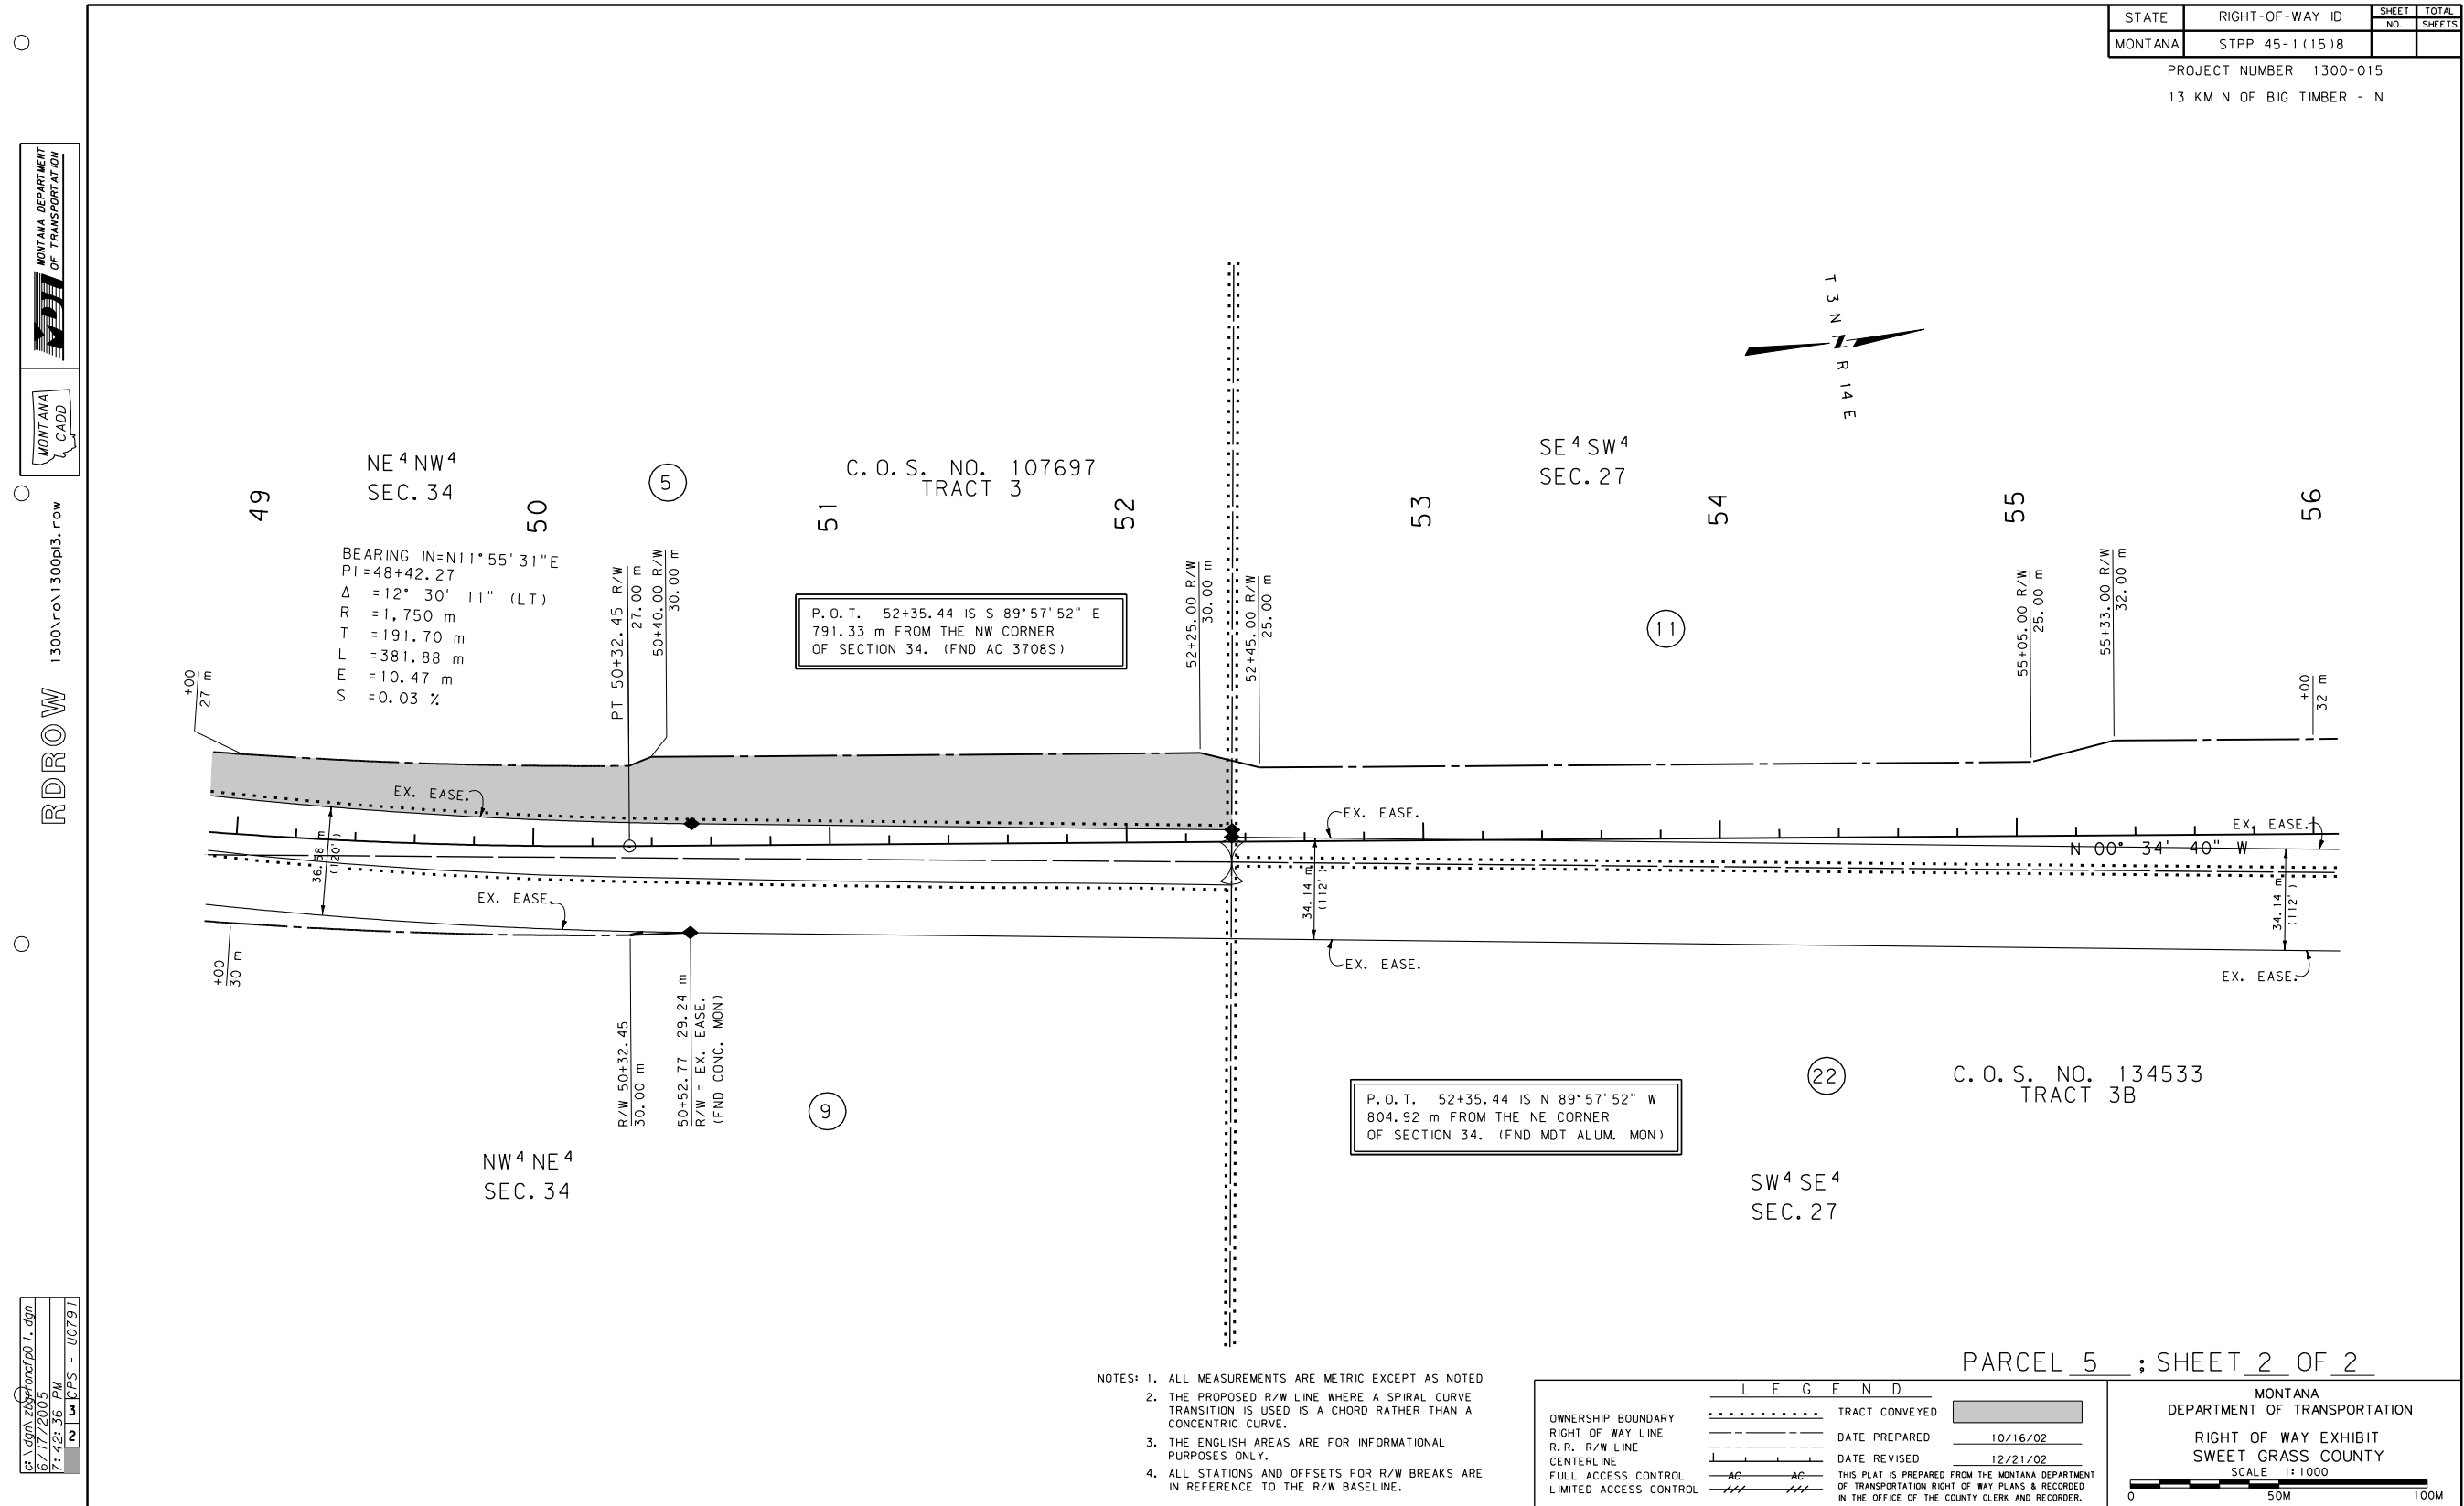 STATE RIGHT-OF-WAY ID SHEET NO. TOTAL SHEETS
MONTANA STPP 45-1(15)8
PROJECT NUMBER 1300-015
13 KM N OF BIG TIMBER - N
MONTANA DEPARTMENT
OF TRANSPORTATION
MDT
MONTANA
CADD
RDROW 1300\ro\1300pl3.row
T 3 N
N
R 14 E
NE⁴NW⁴
SEC. 34
5
C.O.S. NO. 107697
TRACT 3
SE⁴SW⁴
SEC. 27
49
50
51
52
53
54
55
56
BEARING IN=N11°55'31"E
PI=48+42.27
Δ =12° 30' 11" (LT)
R =1,750 m
T =191.70 m
L =381.88 m
E =10.47 m
S =0.03 %
+00
27 m
PT 50+32.45 R/W
27.00 m
50+40.00 R/W
30.00 m
P.O.T. 52+35.44 IS S 89°57'52" E
791.33 m FROM THE NW CORNER
OF SECTION 34. (FND AC 3708S)
52+25.00 R/W
30.00 m
52+45.00 R/W
25.00 m
11
55+05.00 R/W
25.00 m
55+33.00 R/W
32.00 m
+00
32 m
EX. EASE.
EX. EASE.
EX. EASE.
N 00° 34' 40" W
36.58 m
(120')
34.14 m
(112')
34.14 m
(112')
EX. EASE.
EX. EASE.
EX. EASE.
+00
30 m
R/W 50+32.45
30.00 m
50+52.77 29.24 m
R/W = EX. EASE.
(FND CONC. MON)
9
P.O.T. 52+35.44 IS N 89°57'52" W
804.92 m FROM THE NE CORNER
OF SECTION 34. (FND MDT ALUM. MON)
22
C.O.S. NO. 134533
TRACT 3B
NW⁴NE⁴
SEC. 34
SW⁴SE⁴
SEC. 27
6/17/2005
7:42:36 PM
3 CPS - U0791
2
PARCEL 5 ; SHEET 2 OF 2
NOTES: 1. ALL MEASUREMENTS ARE METRIC EXCEPT AS NOTED
2. THE PROPOSED R/W LINE WHERE A SPIRAL CURVE
TRANSITION IS USED IS A CHORD RATHER THAN A
CONCENTRIC CURVE.
3. THE ENGLISH AREAS ARE FOR INFORMATIONAL
PURPOSES ONLY.
4. ALL STATIONS AND OFFSETS FOR R/W BREAKS ARE
IN REFERENCE TO THE R/W BASELINE.
LEGEND
OWNERSHIP BOUNDARY
RIGHT OF WAY LINE
R.R. R/W LINE
CENTERLINE
FULL ACCESS CONTROL AC AC
LIMITED ACCESS CONTROL
TRACT CONVEYED
DATE PREPARED 10/16/02
DATE REVISED 12/21/02
THIS PLAT IS PREPARED FROM THE MONTANA DEPARTMENT
OF TRANSPORTATION RIGHT OF WAY PLANS & RECORDED
IN THE OFFICE OF THE COUNTY CLERK AND RECORDER.
MONTANA
DEPARTMENT OF TRANSPORTATION
RIGHT OF WAY EXHIBIT
SWEET GRASS COUNTY
SCALE 1:1000
0 50M 100M